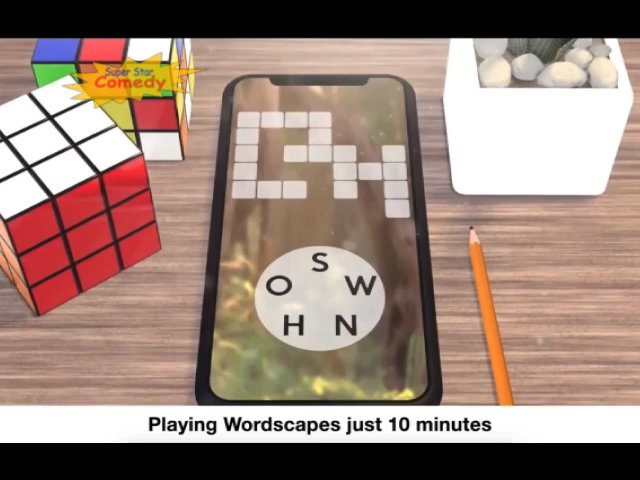 Super Star
Comedy
S
O W
H N
Playing Wordscapes just 10 minutes